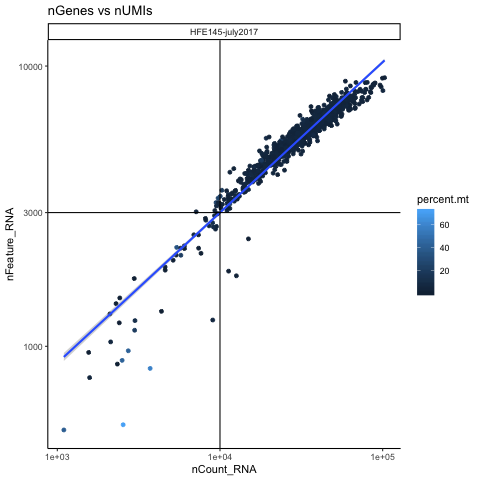 nGenes vs nUMIs
HFE145-july2017
10000
3000
1000
nFeature_RNA
1e+03
1e+04
1e+05
nCount_RNA
percent.mt
60
40
20